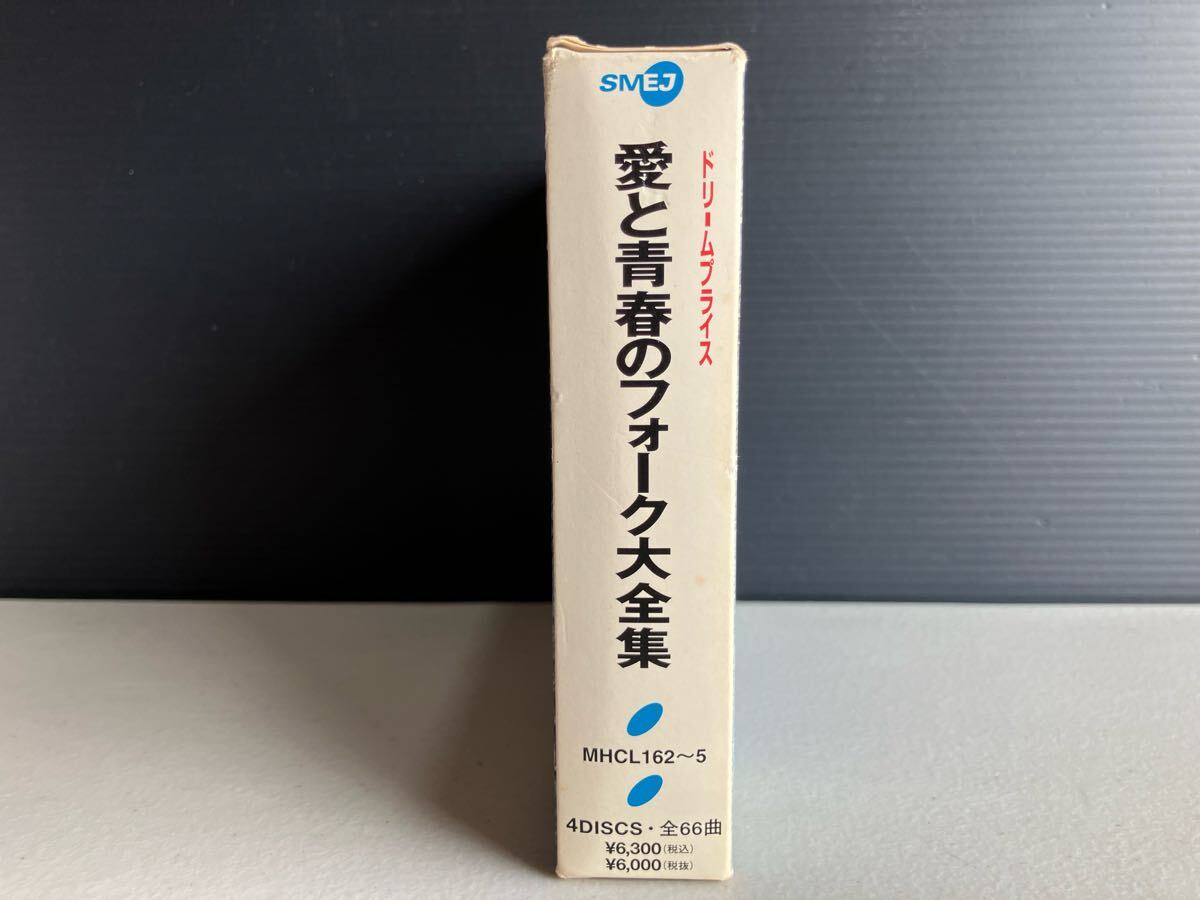 SMEJ
ドリームプライス
愛と青春のフォーク大全集
MHCL162～5
4DISCS・全66曲
¥6,300(税込)
¥6,000(税抜)